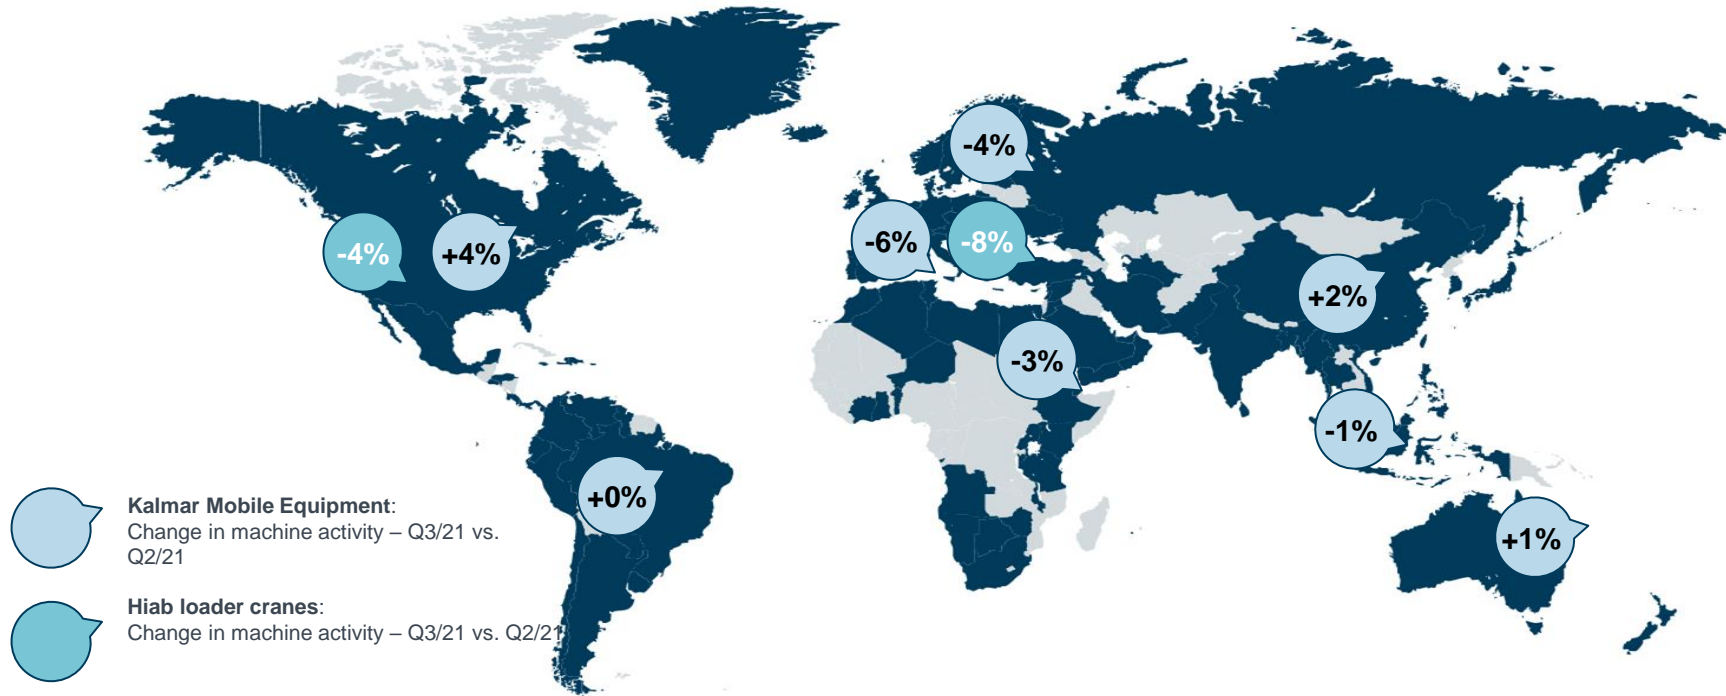 -4%
-4%
+4%
-6%
-8%
+2%
-3%
-1%
+0%
+1%
Kalmar Mobile Equipment:
Change in machine activity – Q3/21 vs.
Q2/21
Hiab loader cranes:
Change in machine activity – Q3/21 vs. Q2/21